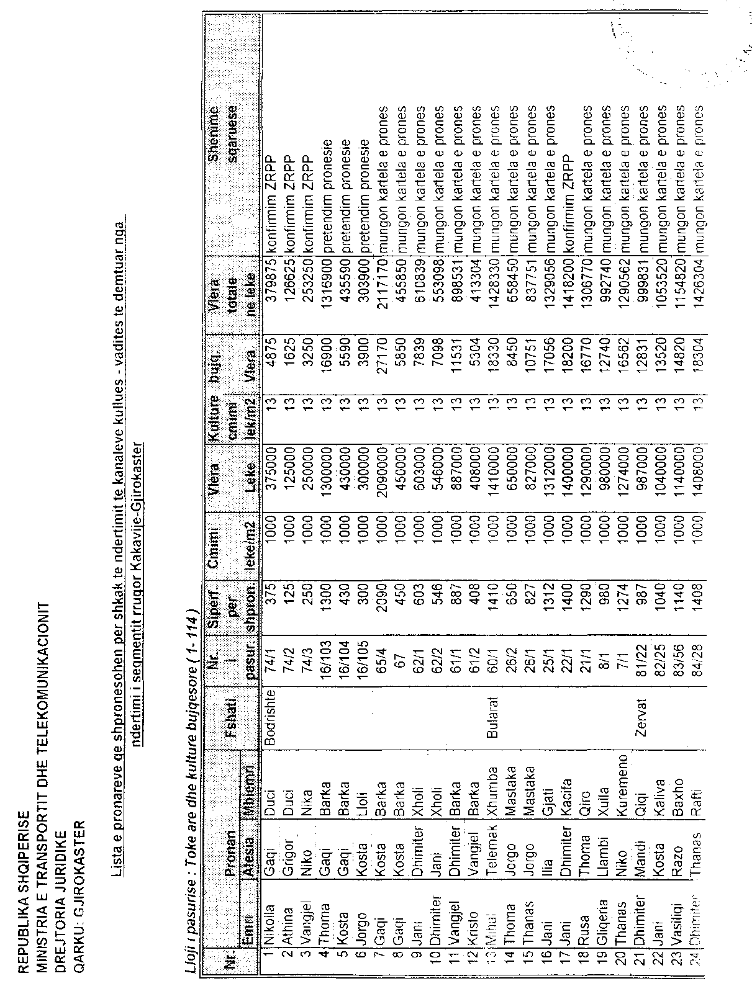 REPUBLIKA SHQIPERISE
MINISTRIA E TRANSPORTIT DHE TELEKOMUNIKACIONIT
DREJTORIA JURIDIKE
QARKU: GJIROKASTER
Lista e pronareve qe shpronesohen per shkak te ndertimit te kanaleve kullues - vadites te demtuar nga
ndertimi i segmentit rrugor Kakavije-Gjirokaster
Lloji i pasurise : Toke are dhe kulture bujqesore ( 1- 114 )
Nr. Pronari Fshati Nr. Siperf. Cmimi Vlera Kulture bujq. Vlera Shenime
i per cmimi totale sqaruese
Emri Atesia Mbiemri pasur. shpron. leke/m2 Leke lek/m2 Vlera ne leke
1 Nikolla Gaqi Duci Bodrishte 74/1 375 1000 375000 13 4875 379875 konfirmim ZRPP
2 Athina Grigor Duci 74/2 125 1000 125000 13 1625 126625 konfirmim ZRPP
3 Vangjel Niko Nika 74/3 250 1000 250000 13 3250 253250 konfirmim ZRPP
4 Thoma Gaqi Barka 16/103 1300 1000 1300000 13 16900 1316900 pretendim pronesie
5 Kosta Gaqi Barka 16/104 430 1000 430000 13 5590 435590 pretendim pronesie
6 Jorgo Kosta Lloli 16/105 300 1000 300000 13 3900 303900 pretendim pronesie
7 Gaqi Kosta Barka 65/4 2090 1000 2090000 13 27170 2117170 mungon kartela e prones
8 Gaqi Kosta Barka 67 450 1000 450000 13 5850 455850 mungon kartela e prones
9 Jani Dhimiter Xholi 62/1 603 1000 603000 13 7839 610839 mungon kartela e prones
10 Dhimiter Jani Xholi 62/2 546 1000 546000 13 7098 553098 mungon kartela e prones
11 Vangjel Dhimiter Barka 61/1 887 1000 887000 13 11531 898531 mungon kartela e prones
12 Kristo Vangjel Barka 61/2 408 1000 408000 13 5304 413304 mungon kartela e prones
13 Mihal Telemak Xhumba Bularat 60/1 1410 1000 1410000 13 18330 1428330 mungon kartela e prones
14 Thoma Jorgo Mastaka 26/2 650 1000 650000 13 8450 658450 mungon kartela e prones
15 Thanas Jorgo Mastaka 26/1 827 1000 827000 13 10751 837751 mungon kartela e prones
16 Jani Ilia Gjati 25/1 1312 1000 1312000 13 17056 1329056 mungon kartela e prones
17 Jani Dhimiter Kacifa 22/1 1400 1000 1400000 13 18200 1418200 konfirmim ZRPP
18 Rusa Thoma Qiro 21/1 1290 1000 1290000 13 16770 1306770 mungon kartela e prones
19 Gliqeria Llambi Xulla 8/1 980 1000 980000 13 12740 992740 mungon kartela e prones
20 Thanas Niko Kuremeno 7/1 1274 1000 1274000 13 16562 1290562 mungon kartela e prones
21 Dhimiter Mandi Qiqi Zervat 81/22 987 1000 987000 13 12831 999831 mungon kartela e prones
22 Jani Kosta Kaliva 82/25 1040 1000 1040000 13 13520 1053520 mungon kartela e prones
23 Vasiliqi Razo Baxho 83/56 1140 1000 1140000 13 14820 1154820 mungon kartela e prones
24 Dhimiter Thanas Rafti 84/28 1408 1000 1408000 13 18304 1426304 mungon kartela e prones